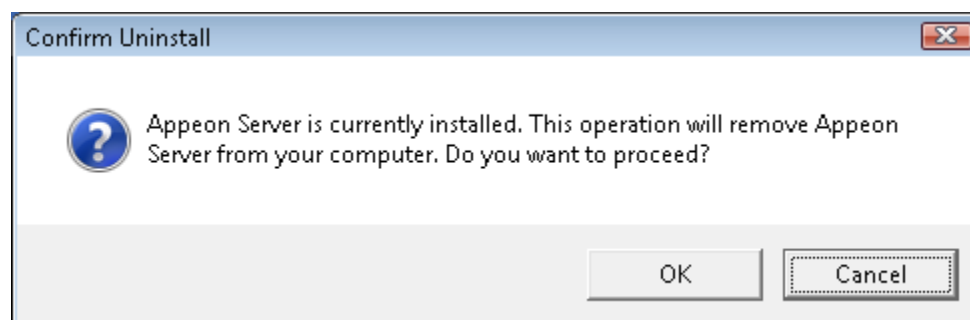 Confirm Uninstall
Appeon Server is currently installed. This operation will remove Appeon
Server from your computer. Do you want to proceed?
OK
Cancel